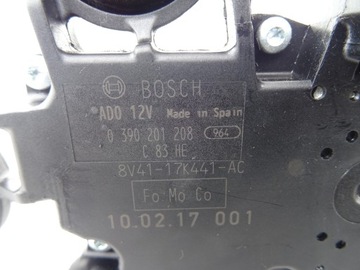 BOSCH
ADO 12V Made in Spain
0 390 201 208 964
C 83 HE
8V41-17K441-AC
Fo Mo Co
10.02.17 001